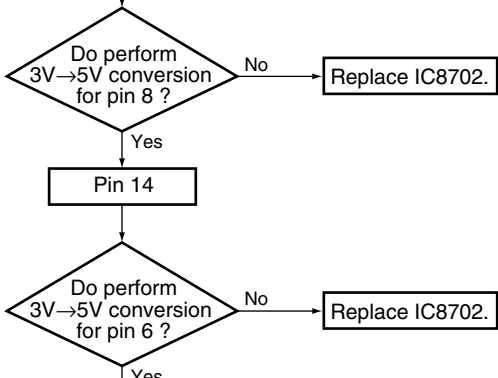 Do perform
3V→5V conversion
for pin 8 ?
No
Replace IC8702.
Yes
Pin 14
Do perform
3V→5V conversion
for pin 6 ?
No
Replace IC8702.
Yes